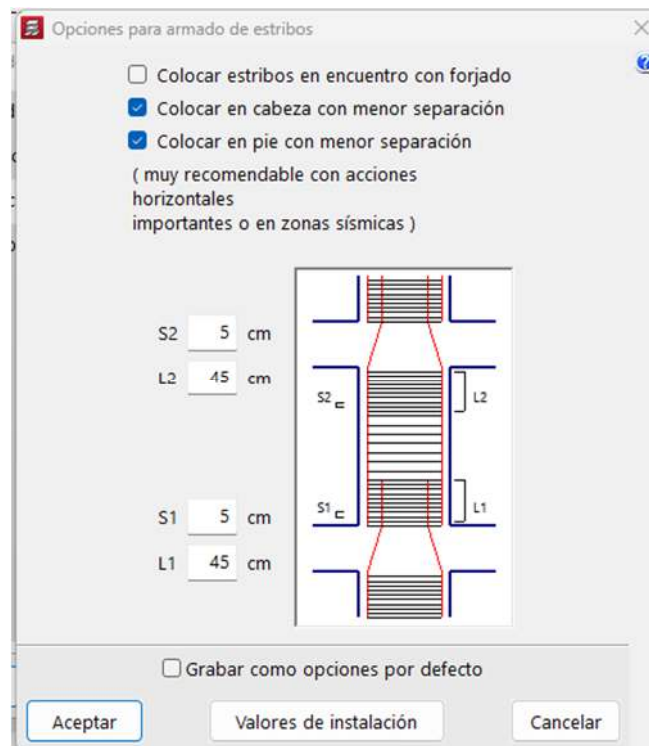 Opciones para armado de estribos
Colocar estribos en encuentro con forjado
Colocar en cabeza con menor separación
Colocar en pie con menor separación
( muy recomendable con acciones
horizontales
importantes o en zonas sísmicas )
S2 5 cm
L2 45 cm
S2 L2
S1 5 cm
L1 45 cm
S1 L1
Grabar como opciones por defecto
Aceptar Valores de instalación Cancelar